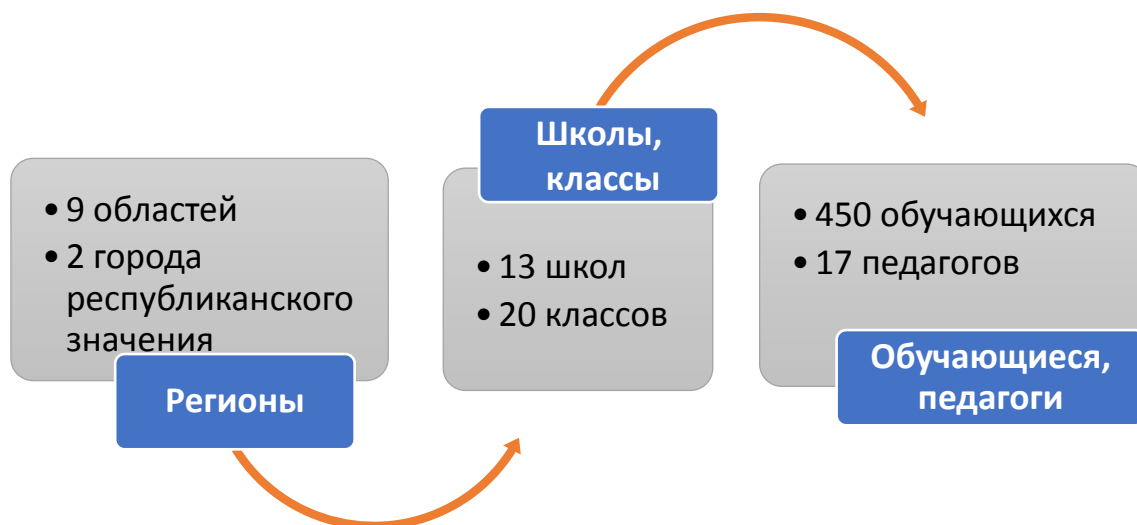 • 9 областей
• 2 города
республиканского
значения
Регионы
Школы,
классы
• 13 школ
• 20 классов
• 450 обучающихся
• 17 педагогов
Обучающиеся,
педагоги